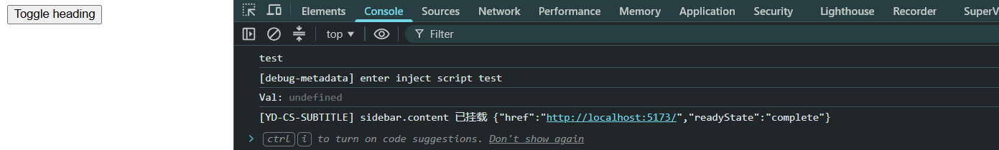 Toggle heading
Elements Console Sources Network Performance Memory Application Security Lighthouse Recorder SuperV
top Filter
test
[debug-metadata] enter inject script test
Val: undefined
[YD-CS-SUBTITLE] sidebar.content 已挂载 {"href":"http://localhost:5173/","readyState":"complete"}
ctrl i to turn on code suggestions. Don't show again